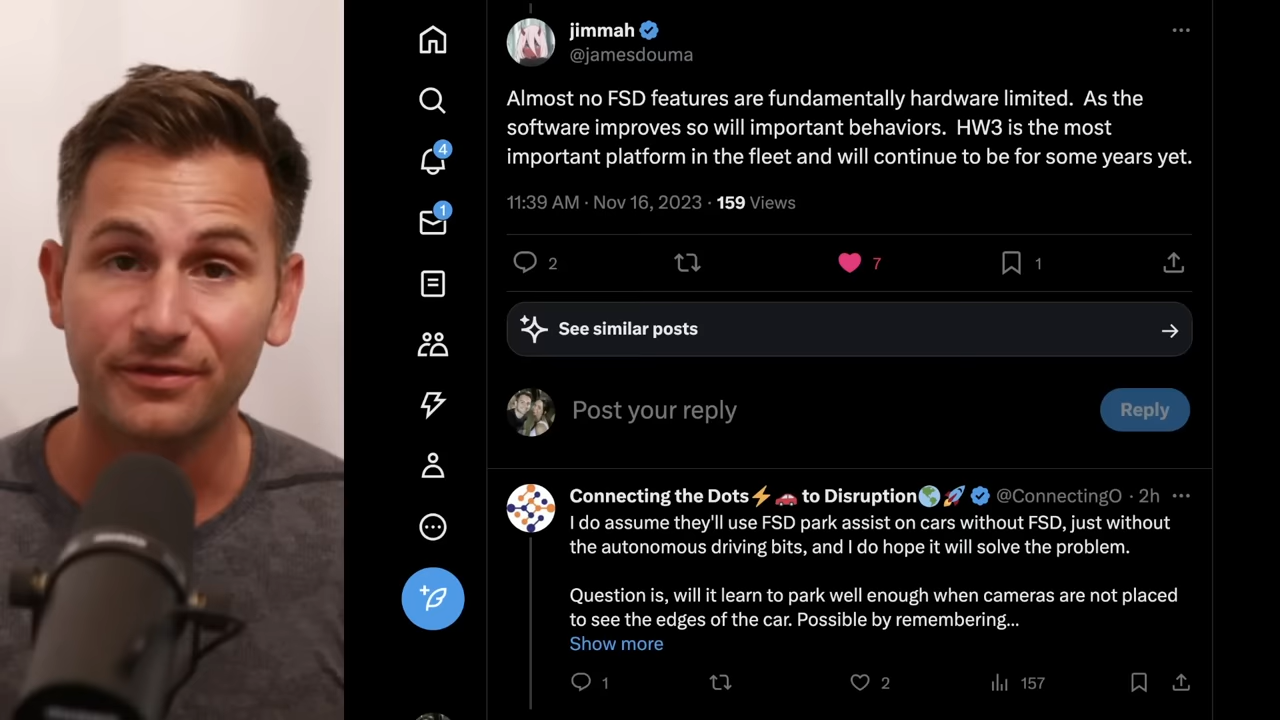 jimmah
@jamesdouma
Almost no FSD features are fundamentally hardware limited. As the
software improves so will important behaviors. HW3 is the most
important platform in the fleet and will continue to be for some years yet.
11:39 AM · Nov 16, 2023 · 159 Views
2
7
1
See similar posts
Post your reply
Reply
4
1
Connecting the Dots⚡🚗 to Disruption🌎🚀 @ConnectingO · 2h
I do assume they'll use FSD park assist on cars without FSD, just without
the autonomous driving bits, and I do hope it will solve the problem.
Question is, will it learn to park well enough when cameras are not placed
to see the edges of the car. Possible by remembering...
Show more
1
2
157